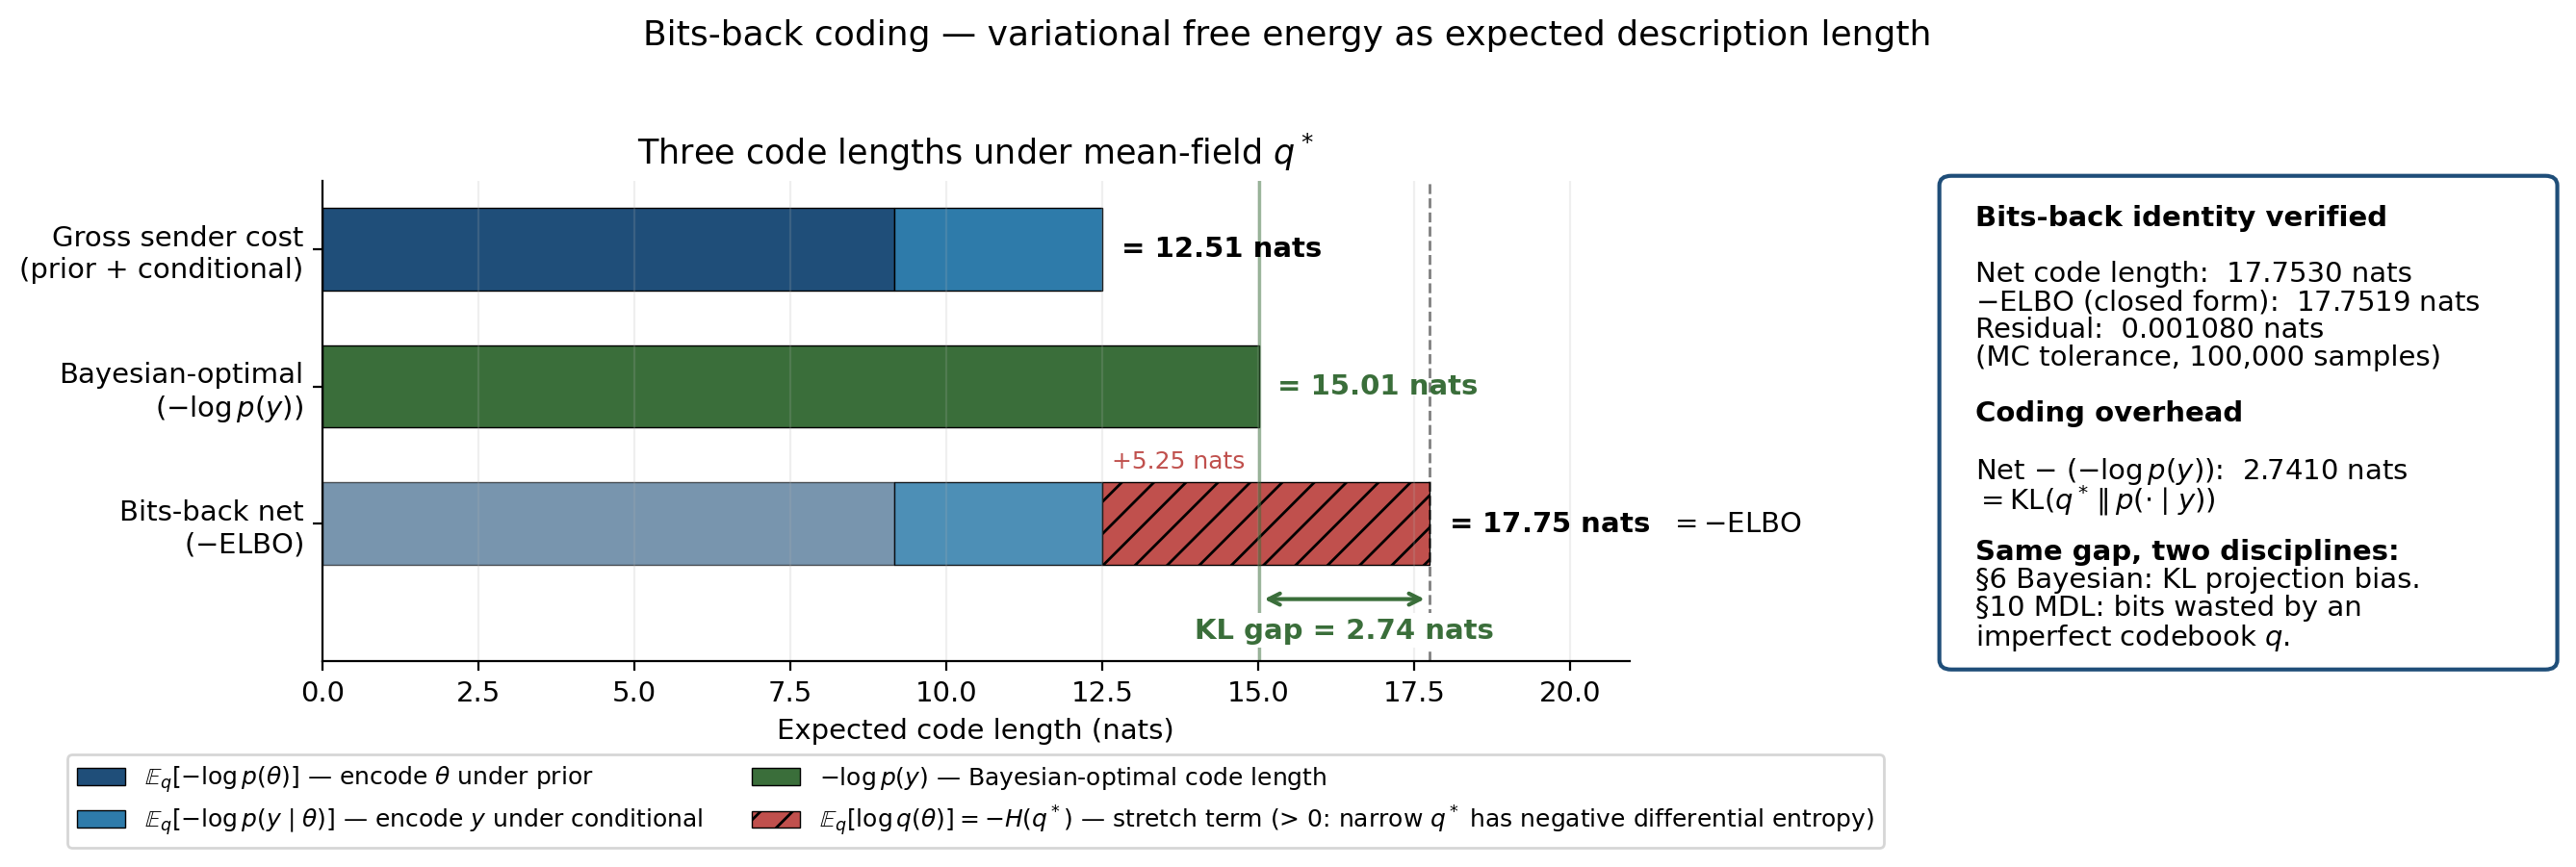 Bits-back coding — variational free energy as expected description length
Three code lengths under mean-field q*
Gross sender cost
(prior + conditional)
= 12.51 nats
Bayesian-optimal
(−log p(y))
= 15.01 nats
+5.25 nats
Bits-back net
(−ELBO)
= 17.75 nats = −ELBO
KL gap = 2.74 nats
0.0 2.5 5.0 7.5 10.0 12.5 15.0 17.5 20.0
Expected code length (nats)
𝔼q[−log p(θ)] — encode θ under prior
𝔼q[−log p(y | θ)] — encode y under conditional
−log p(y) — Bayesian-optimal code length
𝔼q[log q(θ)] = −H(q*) — stretch term (> 0: narrow q* has negative differential entropy)
Bits-back identity verified
Net code length: 17.7530 nats
−ELBO (closed form): 17.7519 nats
Residual: 0.001080 nats
(MC tolerance, 100,000 samples)
Coding overhead
Net − (−log p(y)): 2.7410 nats
= KL(q* ∥ p(· | y))
Same gap, two disciplines:
§6 Bayesian: KL projection bias.
§10 MDL: bits wasted by an
imperfect codebook q.